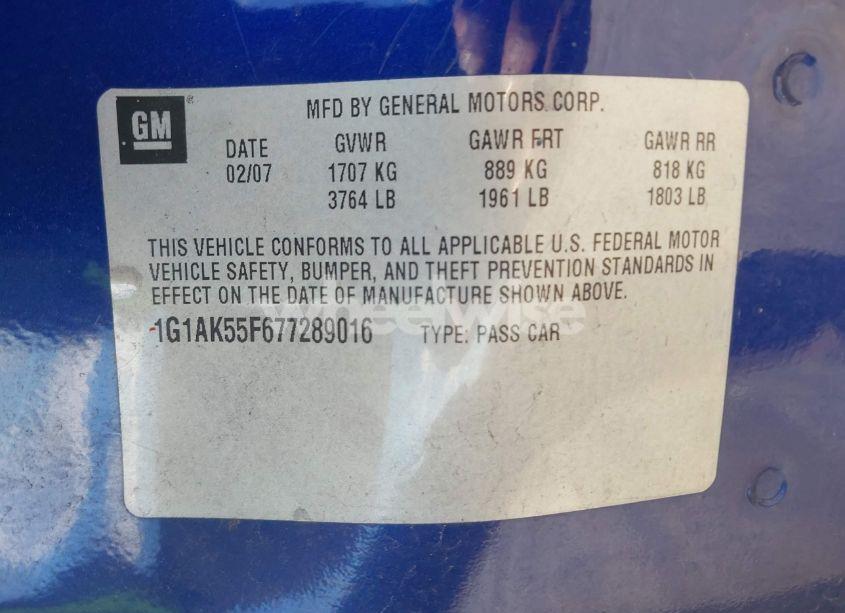 GM
MFD BY GENERAL MOTORS CORP.
DATE GVWR GAWR FRT GAWR RR
02/07 1707 KG 889 KG 818 KG
3764 LB 1961 LB 1803 LB
THIS VEHICLE CONFORMS TO ALL APPLICABLE U.S. FEDERAL MOTOR
VEHICLE SAFETY, BUMPER, AND THEFT PREVENTION STANDARDS IN
EFFECT ON THE DATE OF MANUFACTURE SHOWN ABOVE.
wheelwise
1G1AK55F677289016 TYPE: PASS CAR